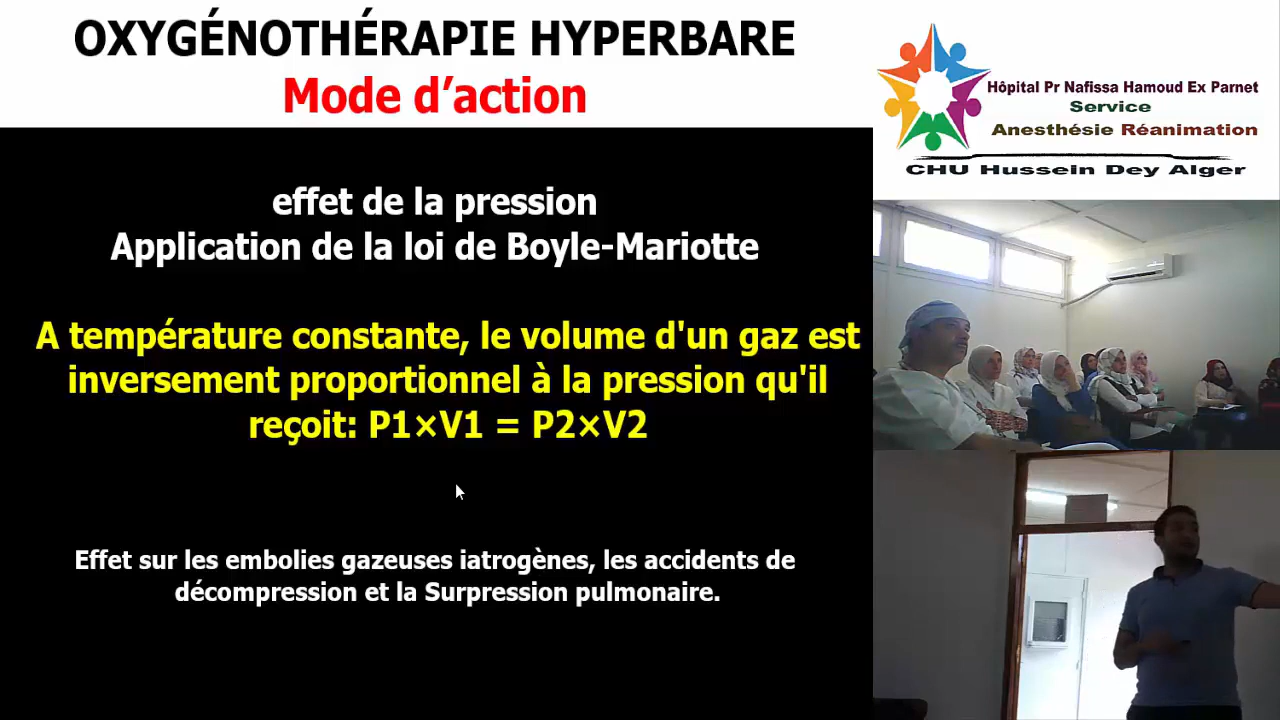 OXYGÉNOTHÉRAPIE HYPERBARE
Mode d’action
effet de la pression
Application de la loi de Boyle-Mariotte
A température constante, le volume d'un gaz est
inversement proportionnel à la pression qu'il
reçoit: P1×V1 = P2×V2
Effet sur les embolies gazeuses iatrogènes, les accidents de
décompression et la Surpression pulmonaire.
Hôpital Pr Nafissa Hamoud Ex Parnet
Service
Anesthésie Réanimation
CHU Hussein Dey Alger